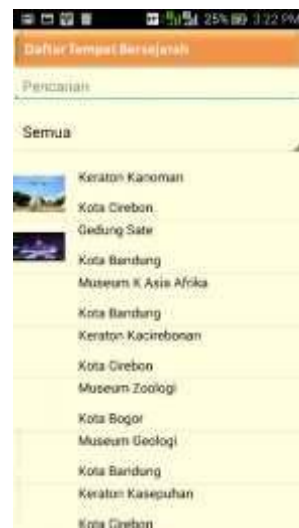 25% 3:22 PM
Daftar Tempat Bersejarah
Pencarian
Semua
Keraton Kanoman
Kota Cirebon
Gedung Sate
Kota Bandung
Museum K Asia Afrika
Kota Bandung
Keraton Kacirebonan
Kota Cirebon
Museum Zoologi
Kota Bogor
Museum Geologi
Kota Bandung
Keraton Kasepuhan
Kota Cirebon